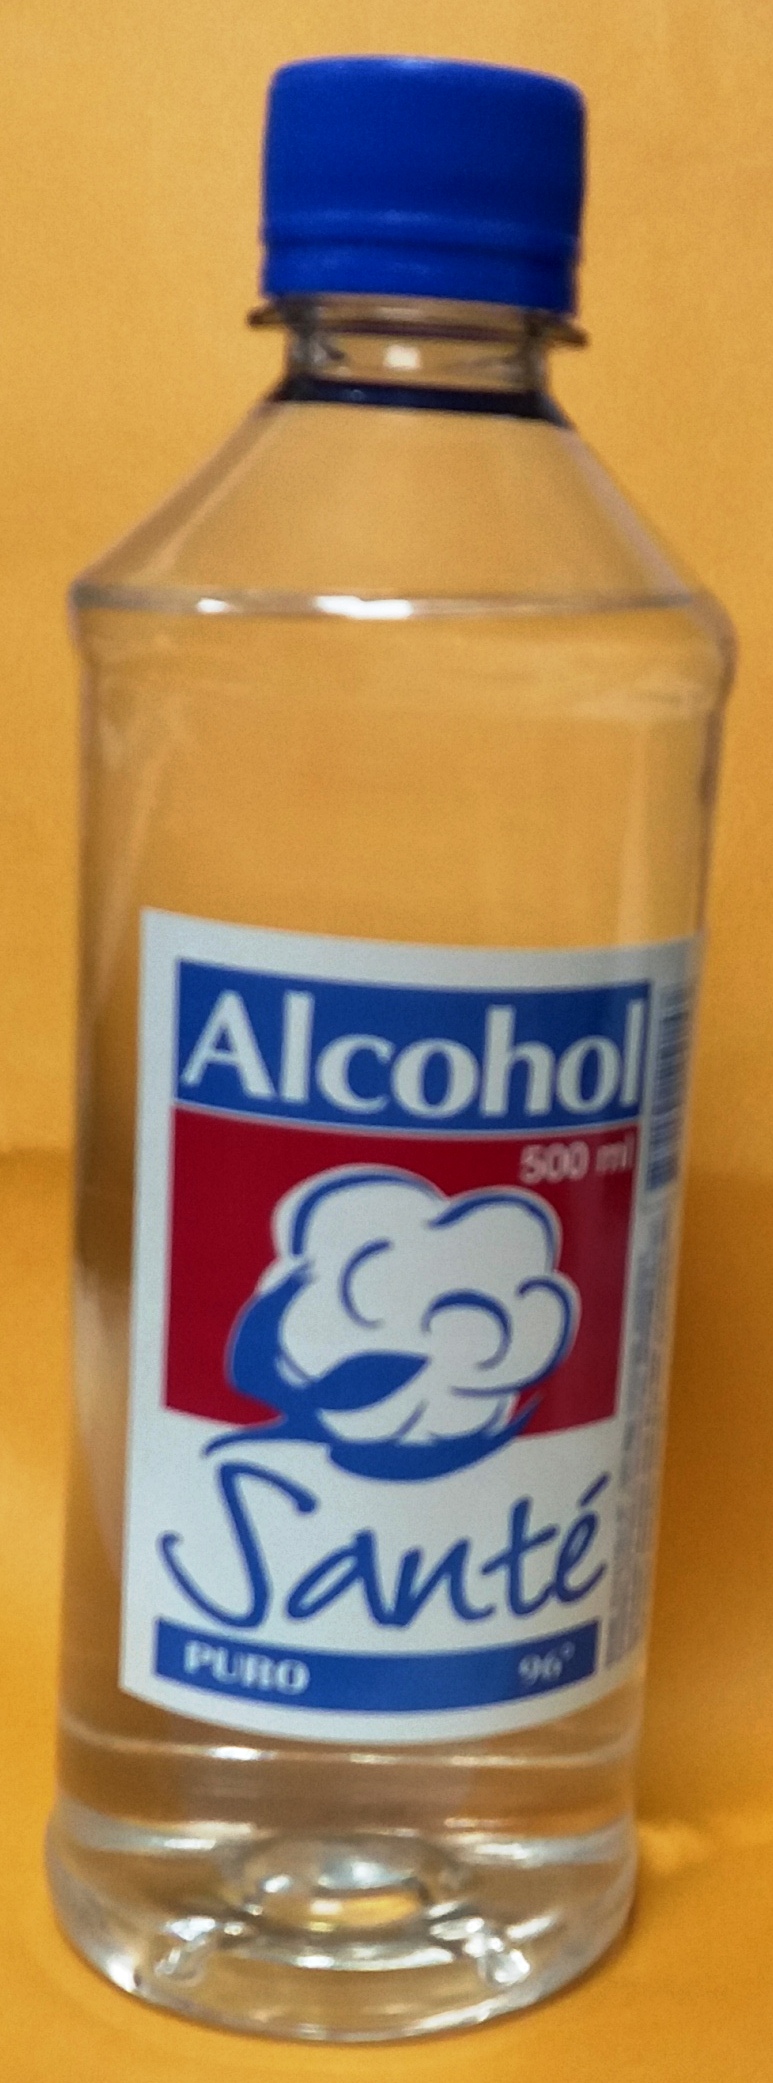 Alcohol
500 ml
Santé
PURO 96°